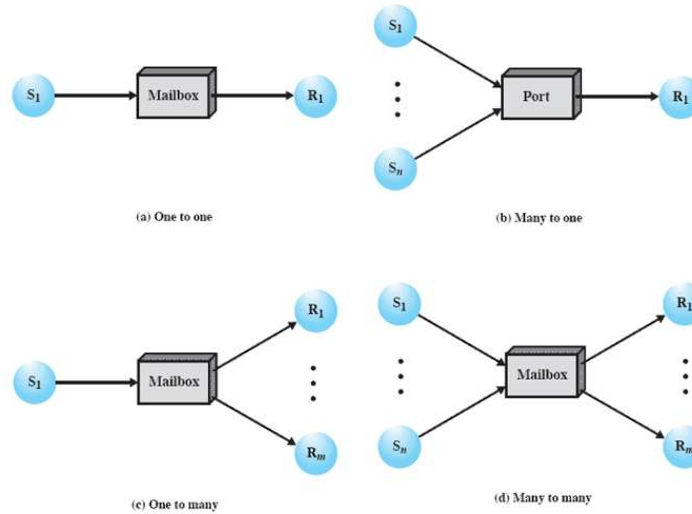 S1
Mailbox
R1
(a) One to one
S1
Sn
Port
R1
(b) Many to one
S1
Mailbox
R1
Rm
(c) One to many
S1
Sn
Mailbox
R1
Rm
(d) Many to many